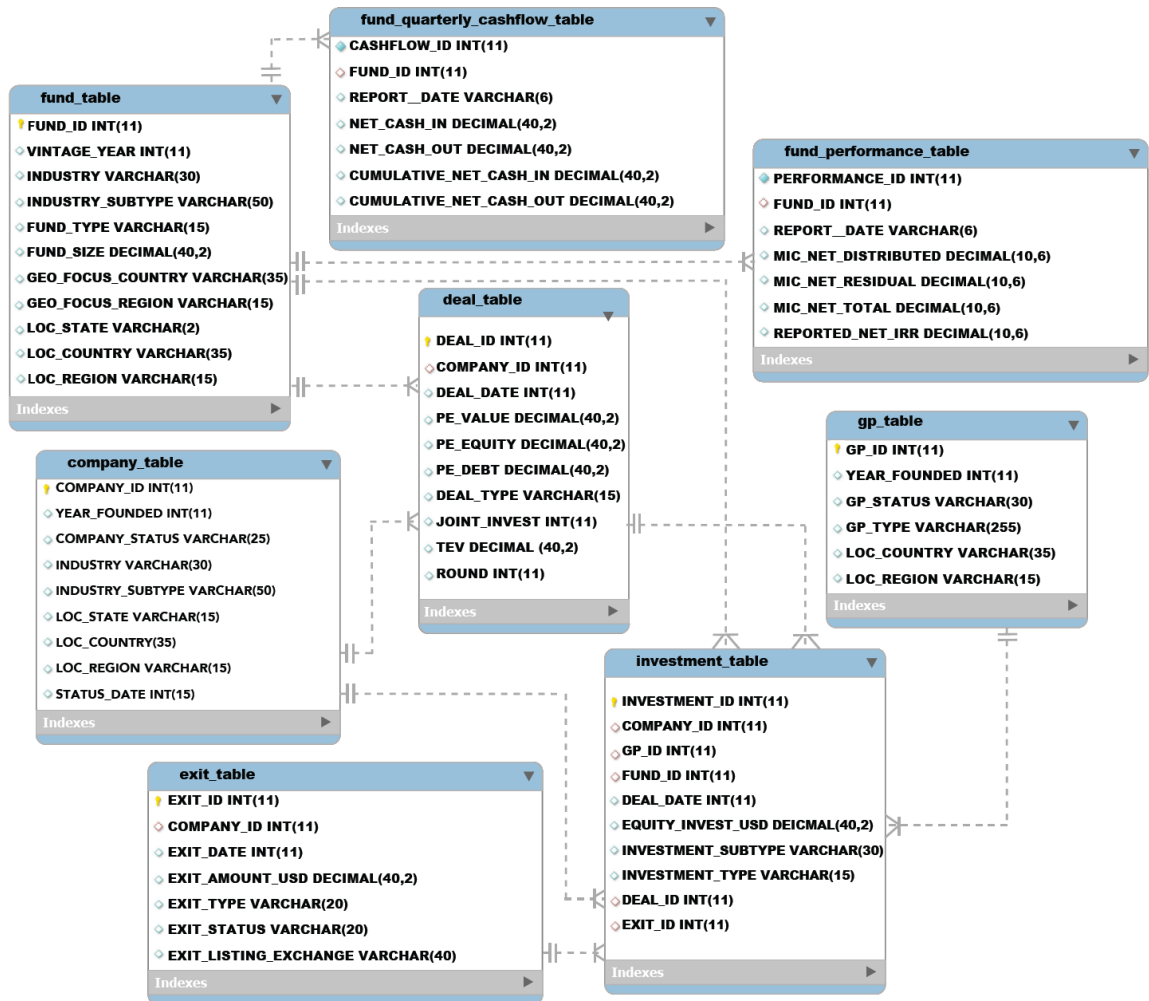 fund_quarterly_cashflow_table
CASHFLOW_ID INT(11)
FUND_ID INT(11)
REPORT__DATE VARCHAR(6)
NET_CASH_IN DECIMAL(40,2)
NET_CASH_OUT DECIMAL(40,2)
CUMULATIVE_NET_CASH_IN DECIMAL(40,2)
CUMULATIVE_NET_CASH_OUT DECIMAL(40,2)
Indexes
fund_table
FUND_ID INT(11)
VINTAGE_YEAR INT(11)
INDUSTRY VARCHAR(30)
INDUSTRY_SUBTYPE VARCHAR(50)
FUND_TYPE VARCHAR(15)
FUND_SIZE DECIMAL(40,2)
GEO_FOCUS_COUNTRY VARCHAR(35)
GEO_FOCUS_REGION VARCHAR(15)
LOC_STATE VARCHAR(2)
LOC_COUNTRY VARCHAR(35)
LOC_REGION VARCHAR(15)
Indexes
fund_performance_table
PERFORMANCE_ID INT(11)
FUND_ID INT(11)
REPORT__DATE VARCHAR(6)
MIC_NET_DISTRIBUTED DECIMAL(10,6)
MIC_NET_RESIDUAL DECIMAL(10,6)
MIC_NET_TOTAL DECIMAL(10,6)
REPORTED_NET_IRR DECIMAL(10,6)
Indexes
deal_table
DEAL_ID INT(11)
COMPANY_ID INT(11)
DEAL_DATE INT(11)
PE_VALUE DECIMAL(40,2)
PE_EQUITY DECIMAL(40,2)
PE_DEBT DECIMAL(40,2)
DEAL_TYPE VARCHAR(15)
JOINT_INVEST INT(11)
TEV DECIMAL (40,2)
ROUND INT(11)
Indexes
gp_table
GP_ID INT(11)
YEAR_FOUNDED INT(11)
GP_STATUS VARCHAR(30)
GP_TYPE VARCHAR(255)
LOC_COUNTRY VARCHAR(35)
LOC_REGION VARCHAR(15)
Indexes
company_table
COMPANY_ID INT(11)
YEAR_FOUNDED INT(11)
COMPANY_STATUS VARCHAR(25)
INDUSTRY VARCHAR(30)
INDUSTRY_SUBTYPE VARCHAR(50)
LOC_STATE VARCHAR(15)
LOC_COUNTRY(35)
LOC_REGION VARCHAR(15)
STATUS_DATE INT(15)
Indexes
investment_table
INVESTMENT_ID INT(11)
COMPANY_ID INT(11)
GP_ID INT(11)
FUND_ID INT(11)
DEAL_DATE INT(11)
EQUITY_INVEST_USD DEICMAL(40,2)
INVESTMENT_SUBTYPE VARCHAR(30)
INVESTMENT_TYPE VARCHAR(15)
DEAL_ID INT(11)
EXIT_ID INT(11)
Indexes
exit_table
EXIT_ID INT(11)
COMPANY_ID INT(11)
EXIT_DATE INT(11)
EXIT_AMOUNT_USD DECIMAL(40,2)
EXIT_TYPE VARCHAR(20)
EXIT_STATUS VARCHAR(20)
EXIT_LISTING_EXCHANGE VARCHAR(40)
Indexes